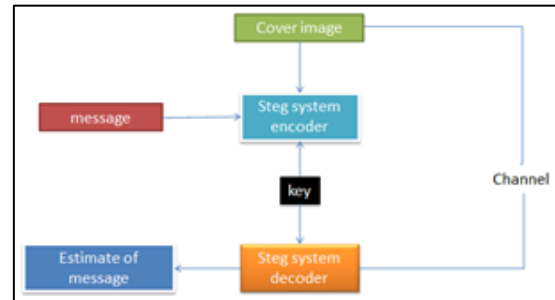 Cover image
message
Steg system
encoder
key
Channel
Estimate of
message
Steg system
decoder